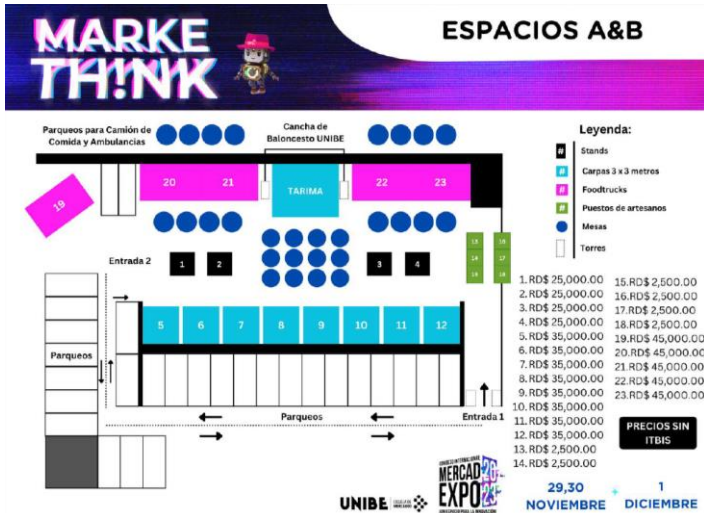 MARKE
TH!NK
ESPACIOS A&B
Parqueos para Camión de
Comida y Ambulancias
Cancha de
Baloncesto UNIBE
Leyenda:
# Stands
# Carpas 3 x 3 metros
# Foodtrucks
# Puestos de artesanos
Mesas
Torres
19
20
21
TARIMA
22
23
Entrada 2
1
2
3
4
13
16
14
17
18
5
6
7
8
9
10
11
12
Parqueos
Parqueos
Entrada 1
1.RD$ 25,000.00
2.RD$ 25,000.00
3.RD$ 25,000.00
4.RD$ 25,000.00
5.RD$ 35,000.00
6.RD$ 35,000.00
7.RD$ 35,000.00
8.RD$ 35,000.00
9.RD$ 35,000.00
10.RD$ 35,000.00
11.RD$ 35,000.00
12.RD$ 35,000.00
13.RD$ 2,500.00
14.RD$ 2,500.00
15.RD$ 2,500.00
16.RD$ 2,500.00
17.RD$ 2,500.00
18.RD$ 2,500.00
19.RD$ 45,000.00
20.RD$ 45,000.00
21.RD$ 45,000.00
22.RD$ 45,000.00
23.RD$ 45,000.00
PRECIOS SIN
ITBIS
UNIBE
MERCAD
EXPO
29,30
NOVIEMBRE
+
1
DICIEMBRE